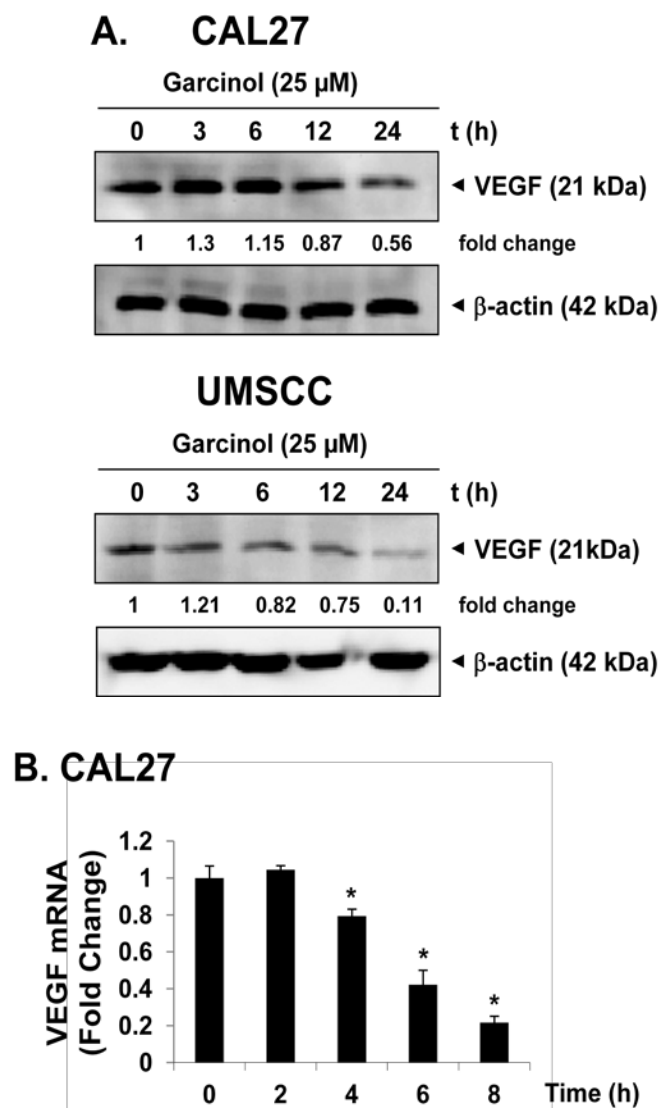 A. CAL27
Garcinol (25 µM)
0 3 6 12 24 t (h)
◄ VEGF (21 kDa)
1 1.3 1.15 0.87 0.56 fold change
◄ β-actin (42 kDa)
UMSCC
Garcinol (25 µM)
0 3 6 12 24 t (h)
◄ VEGF (21kDa)
1 1.21 0.82 0.75 0.11 fold change
◄ β-actin (42 kDa)
B. CAL27
VEGF mRNA
(Fold Change)
1.2
1
0.8
0.6
0.4
0.2
0
* * *
0 2 4 6 8 Time (h)